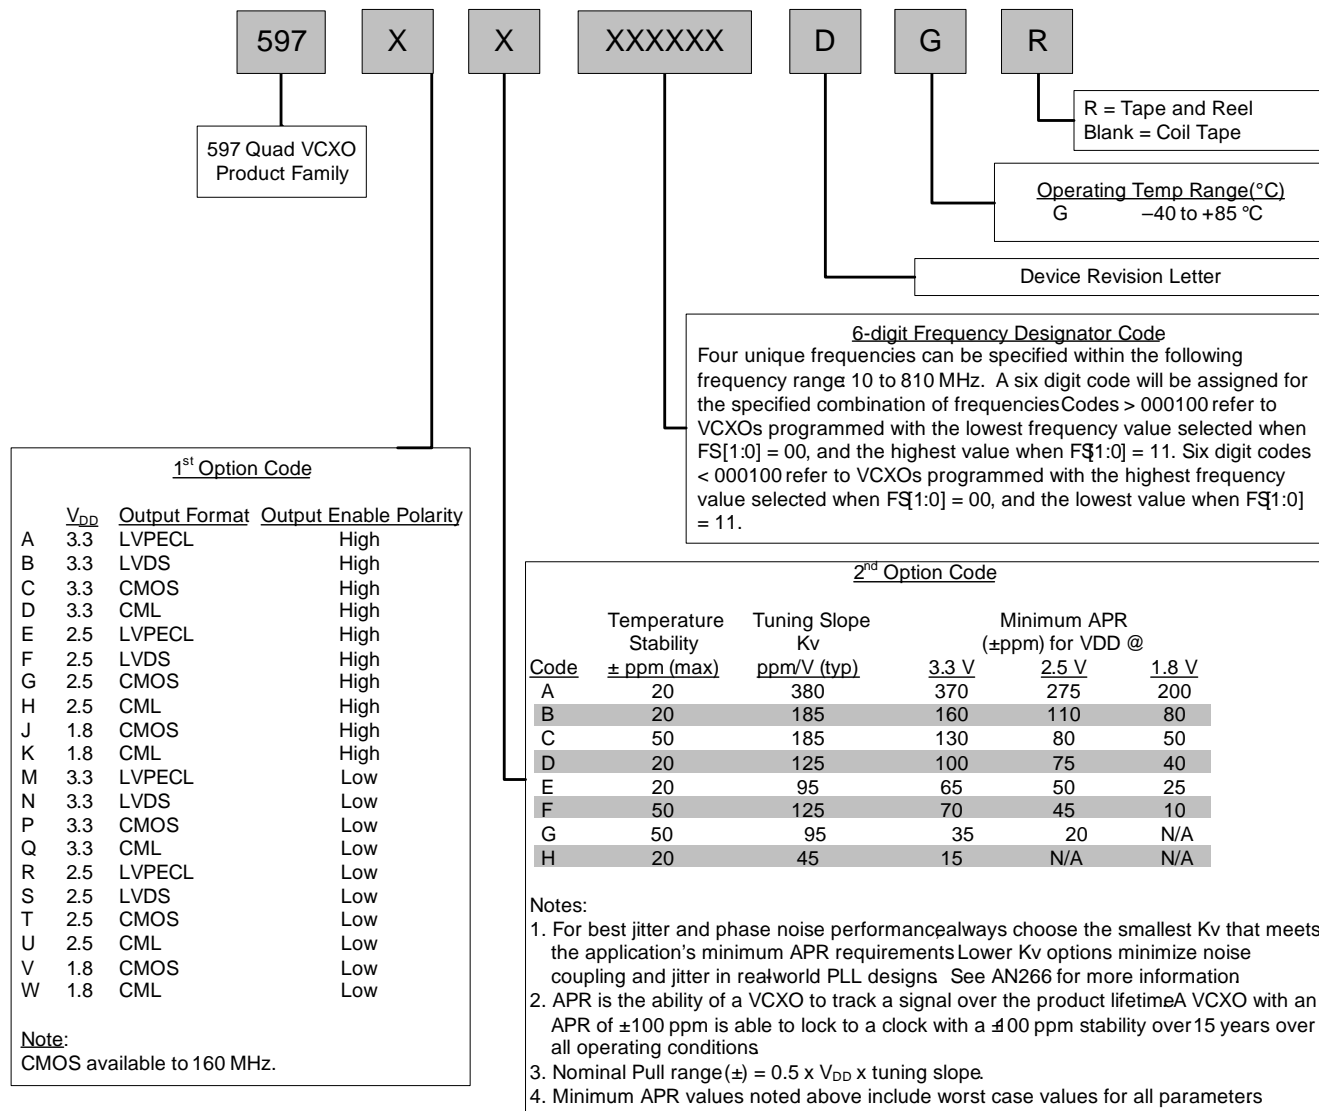 597 X X XXXXXX D G R
R = Tape and Reel
Blank = Coil Tape
597 Quad VCXO
Product Family
Operating Temp Range(°C)
G –40 to +85 °C
Device Revision Letter
6-digit Frequency Designator Code
Four unique frequencies can be specified within the following
frequency range: 10 to 810 MHz. A six digit code will be assigned for
the specified combination of frequencies. Codes > 000100 refer to
VCXOs programmed with the lowest frequency value selected when
FS[1:0] = 00, and the highest value when FS[1:0] = 11. Six digit codes
< 000100 refer to VCXOs programmed with the highest frequency
value selected when FS[1:0] = 00, and the lowest value when FS[1:0]
= 11.
1st Option Code
VDD Output Format Output Enable Polarity
A 3.3 LVPECL High
B 3.3 LVDS High
C 3.3 CMOS High
D 3.3 CML High
E 2.5 LVPECL High
F 2.5 LVDS High
G 2.5 CMOS High
H 2.5 CML High
J 1.8 CMOS High
K 1.8 CML High
M 3.3 LVPECL Low
N 3.3 LVDS Low
P 3.3 CMOS Low
Q 3.3 CML Low
R 2.5 LVPECL Low
S 2.5 LVDS Low
T 2.5 CMOS Low
U 2.5 CML Low
V 1.8 CMOS Low
W 1.8 CML Low
Note:
CMOS available to 160 MHz.
2nd Option Code
Temperature Tuning Slope Minimum APR
Stability Kv (±ppm) for VDD @
Code ± ppm (max) ppm/V (typ) 3.3 V 2.5 V 1.8 V
A 20 380 370 275 200
B 20 185 160 110 80
C 50 185 130 80 50
D 20 125 100 75 40
E 20 95 65 50 25
F 50 125 70 45 10
G 50 95 35 20 N/A
H 20 45 15 N/A N/A
Notes:
1. For best jitter and phase noise performance, always choose the smallest Kv that meets
the application’s minimum APR requirements. Lower Kv options minimize noise
coupling and jitter in real-world PLL designs. See AN266 for more information.
2. APR is the ability of a VCXO to track a signal over the product lifetime. A VCXO with an
APR of ±100 ppm is able to lock to a clock with a ±100 ppm stability over 15 years over
all operating conditions.
3. Nominal Pull range (±) = 0.5 x VDD x tuning slope.
4. Minimum APR values noted above include worst case values for all parameters